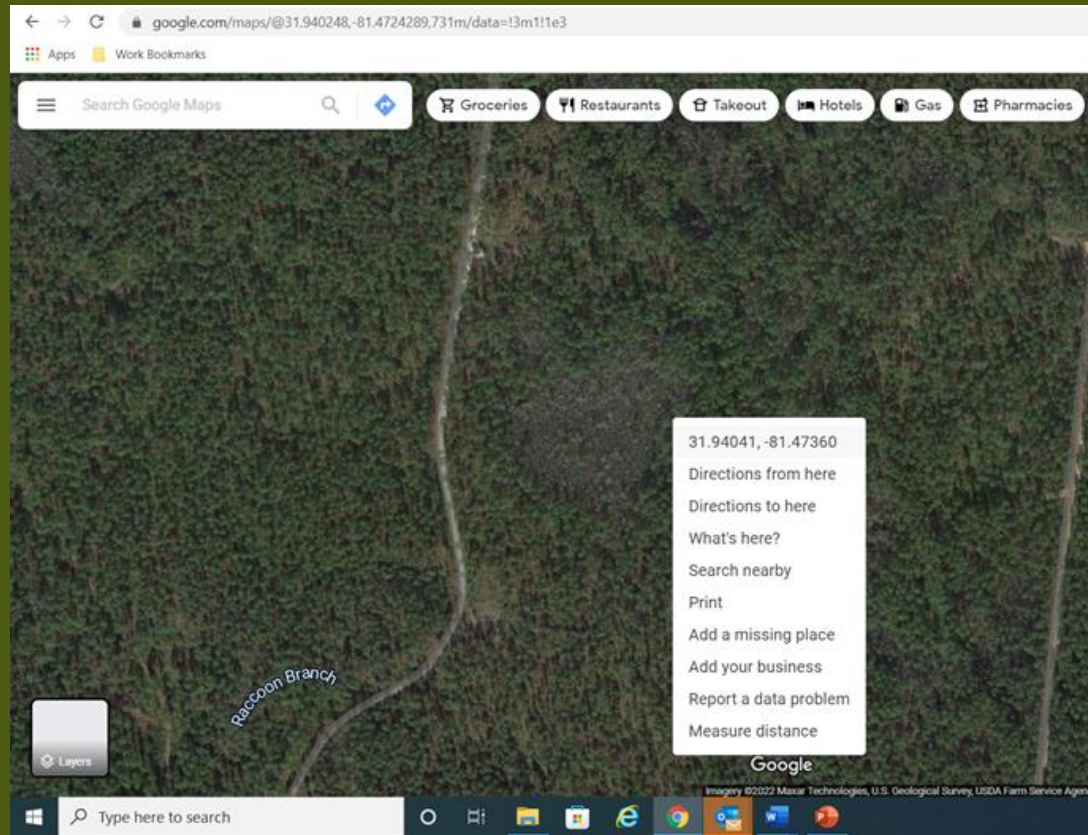 google.com/maps/@31.940248,-81.4724289,731m/data=!3m1!1e3
Apps Work Bookmarks
Search Google Maps
Groceries Restaurants Takeout Hotels Gas Pharmacies
31.94041, -81.47360
Directions from here
Directions to here
What's here?
Search nearby
Print
Add a missing place
Add your business
Report a data problem
Measure distance
Raccoon Branch
Layers
Google
Imagery ©2022 Maxar Technologies, U.S. Geological Survey, USDA Farm Service Agen
Type here to search